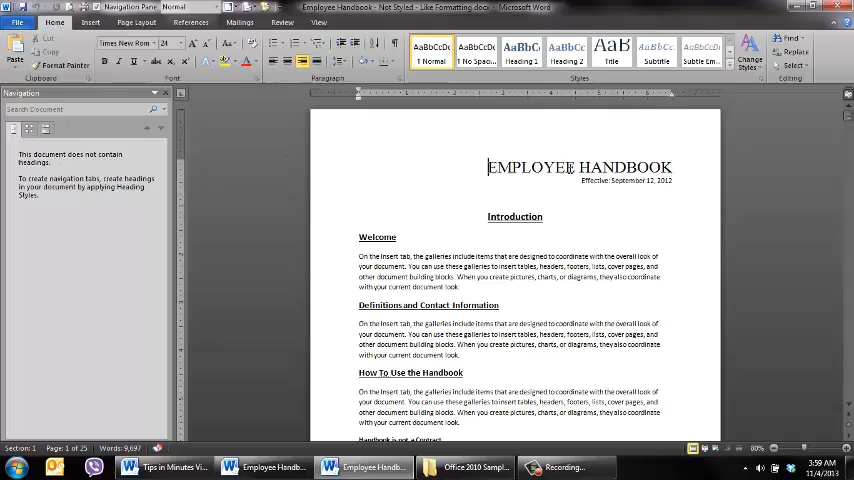 Navigation Pane
Normal
Employee Handbook - Not Styled - Like Formatting.docx - Microsoft Word
File
Home
Insert
Page Layout
References
Mailings
Review
View
Cut
Copy
Format Painter
Paste
Clipboard
Times New Rom
24
Font
Paragraph
AaBbCcDc
¶ Normal
AaBbCcDc
¶ No Spac...
AaBbC
Heading 1
AaBbCc
Heading 2
AaBb
Title
AaBbCc
Subtitle
AaBbCcDc
Subtle Em...
Change
Styles
Styles
Find
Replace
Select
Editing
Navigation
Search Document
This document does not contain
headings.
To create navigation tabs, create headings
in your document by applying Heading
Styles.
EMPLOYEE HANDBOOK
Effective: September 12, 2012
Introduction
Welcome
On the Insert tab, the galleries include items that are designed to coordinate with the overall look of
your document. You can use these galleries to insert tables, headers, footers, lists, cover pages, and
other document building blocks. When you create pictures, charts, or diagrams, they also coordinate
with your current document look.
Definitions and Contact Information
On the Insert tab, the galleries include items that are designed to coordinate with the overall look of
your document. You can use these galleries to insert tables, headers, footers, lists, cover pages, and
other document building blocks. When you create pictures, charts, or diagrams, they also coordinate
with your current document look.
How To Use the Handbook
On the Insert tab, the galleries include items that are designed to coordinate with the overall look of
your document. You can use these galleries to insert tables, headers, footers, lists, cover pages, and
other document building blocks. When you create pictures, charts, or diagrams, they also coordinate
with your current document look.
Handbook is not a Contract
Section: 1
Page: 1 of 25
Words: 9,697
80%
Tips in Minutes Vi...
Employee Handb...
Employee Handb...
Office 2010 Sampl...
Recording...
3:59 AM
11/4/2013